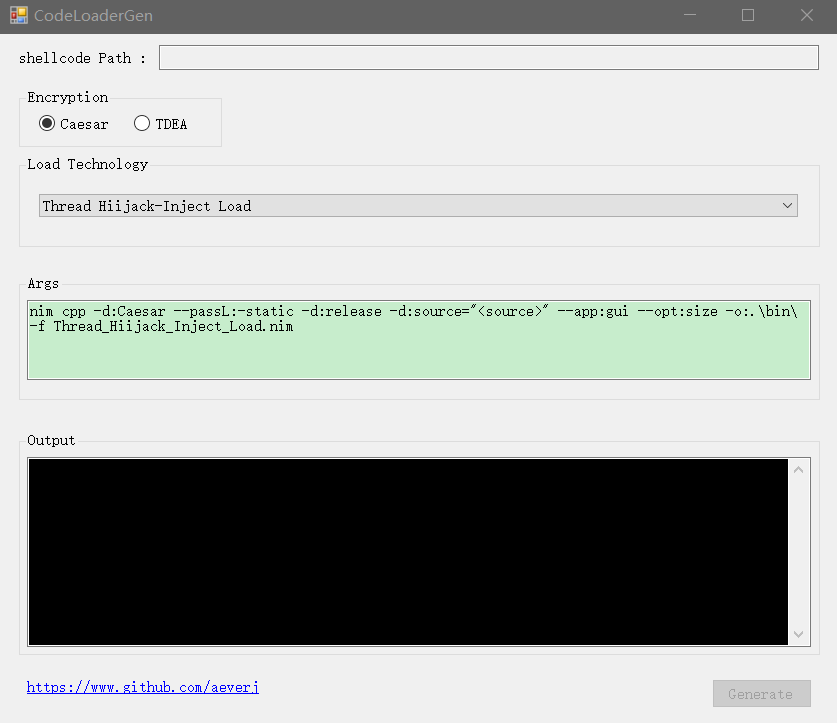 CodeLoaderGen
shellcode Path :
Encryption
Caesar
TDEA
Load Technology
Thread Hiijack-Inject Load
Args
nim cpp -d:Caesar --passL:-static -d:release -d:source="<source>" --app:gui --opt:size -o:.\bin\
-f Thread_Hiijack_Inject_Load.nim
Output
https://www.github.com/aeverj
Generate